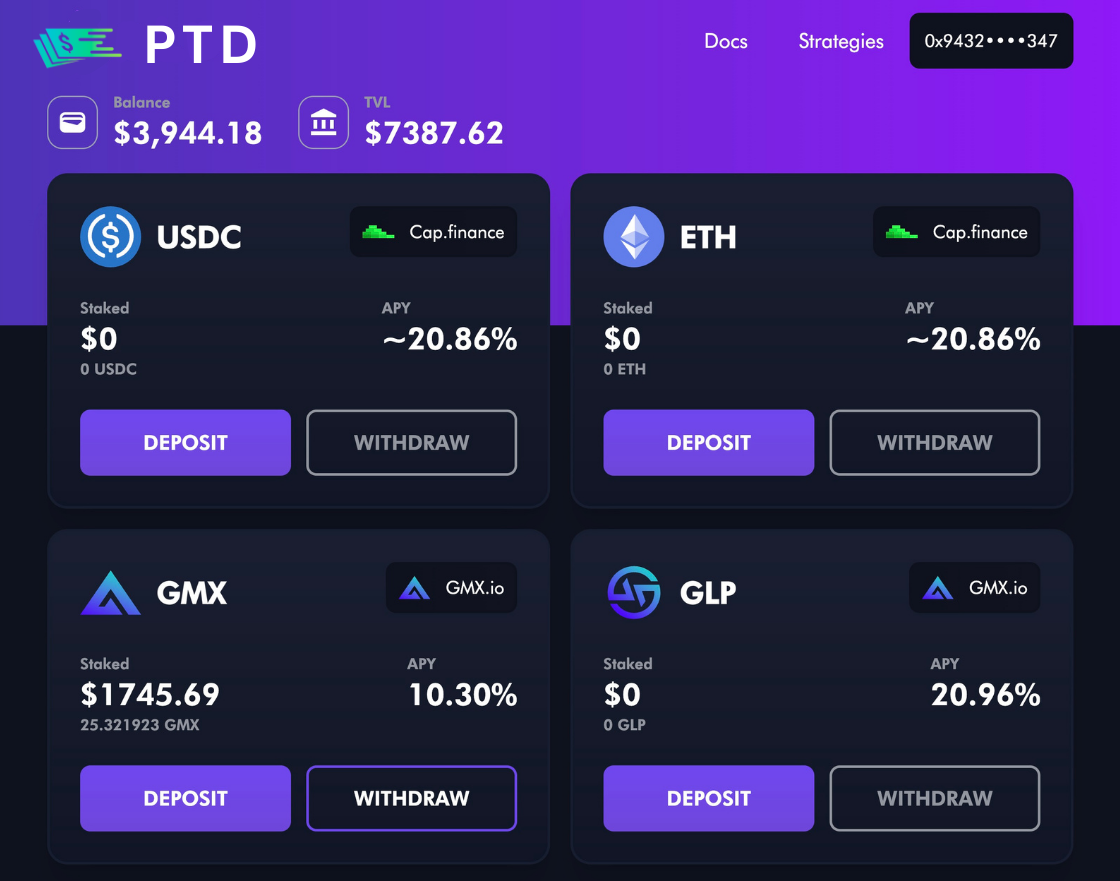 PTD
Docs
Strategies
0x9432••••347
Balance
$3,944.18
TVL
$7387.62
USDC
Cap.finance
Staked
$0
0 USDC
APY
~20.86%
DEPOSIT
WITHDRAW
ETH
Cap.finance
Staked
$0
0 ETH
APY
~20.86%
DEPOSIT
WITHDRAW
GMX
GMX.io
Staked
$1745.69
25.321923 GMX
APY
10.30%
DEPOSIT
WITHDRAW
GLP
GMX.io
Staked
$0
0 GLP
APY
20.96%
DEPOSIT
WITHDRAW